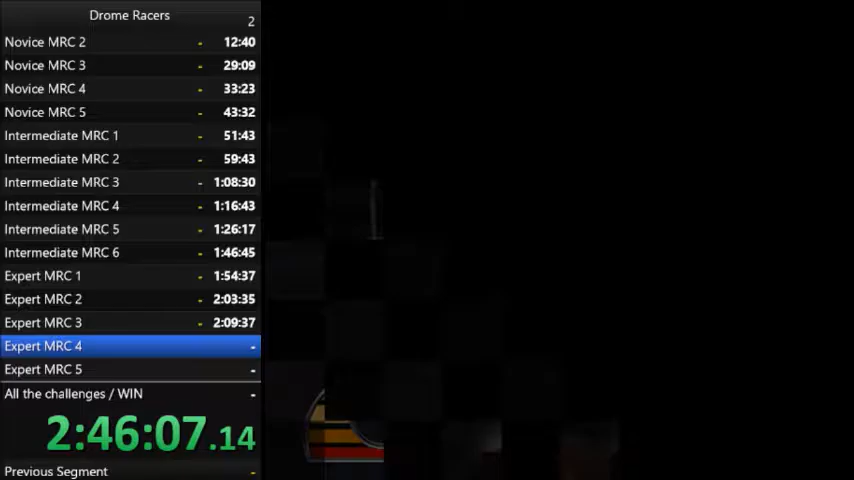 Drome Racers
2
Novice MRC 2 - 12:40
Novice MRC 3 - 29:09
Novice MRC 4 - 33:23
Novice MRC 5 - 43:32
Intermediate MRC 1 - 51:43
Intermediate MRC 2 - 59:43
Intermediate MRC 3 - 1:08:30
Intermediate MRC 4 - 1:16:43
Intermediate MRC 5 - 1:26:17
Intermediate MRC 6 - 1:46:45
Expert MRC 1 - 1:54:37
Expert MRC 2 - 2:03:35
Expert MRC 3 - 2:09:37
Expert MRC 4 -
Expert MRC 5 -
All the challenges / WIN -
2:46:07.14
Previous Segment -